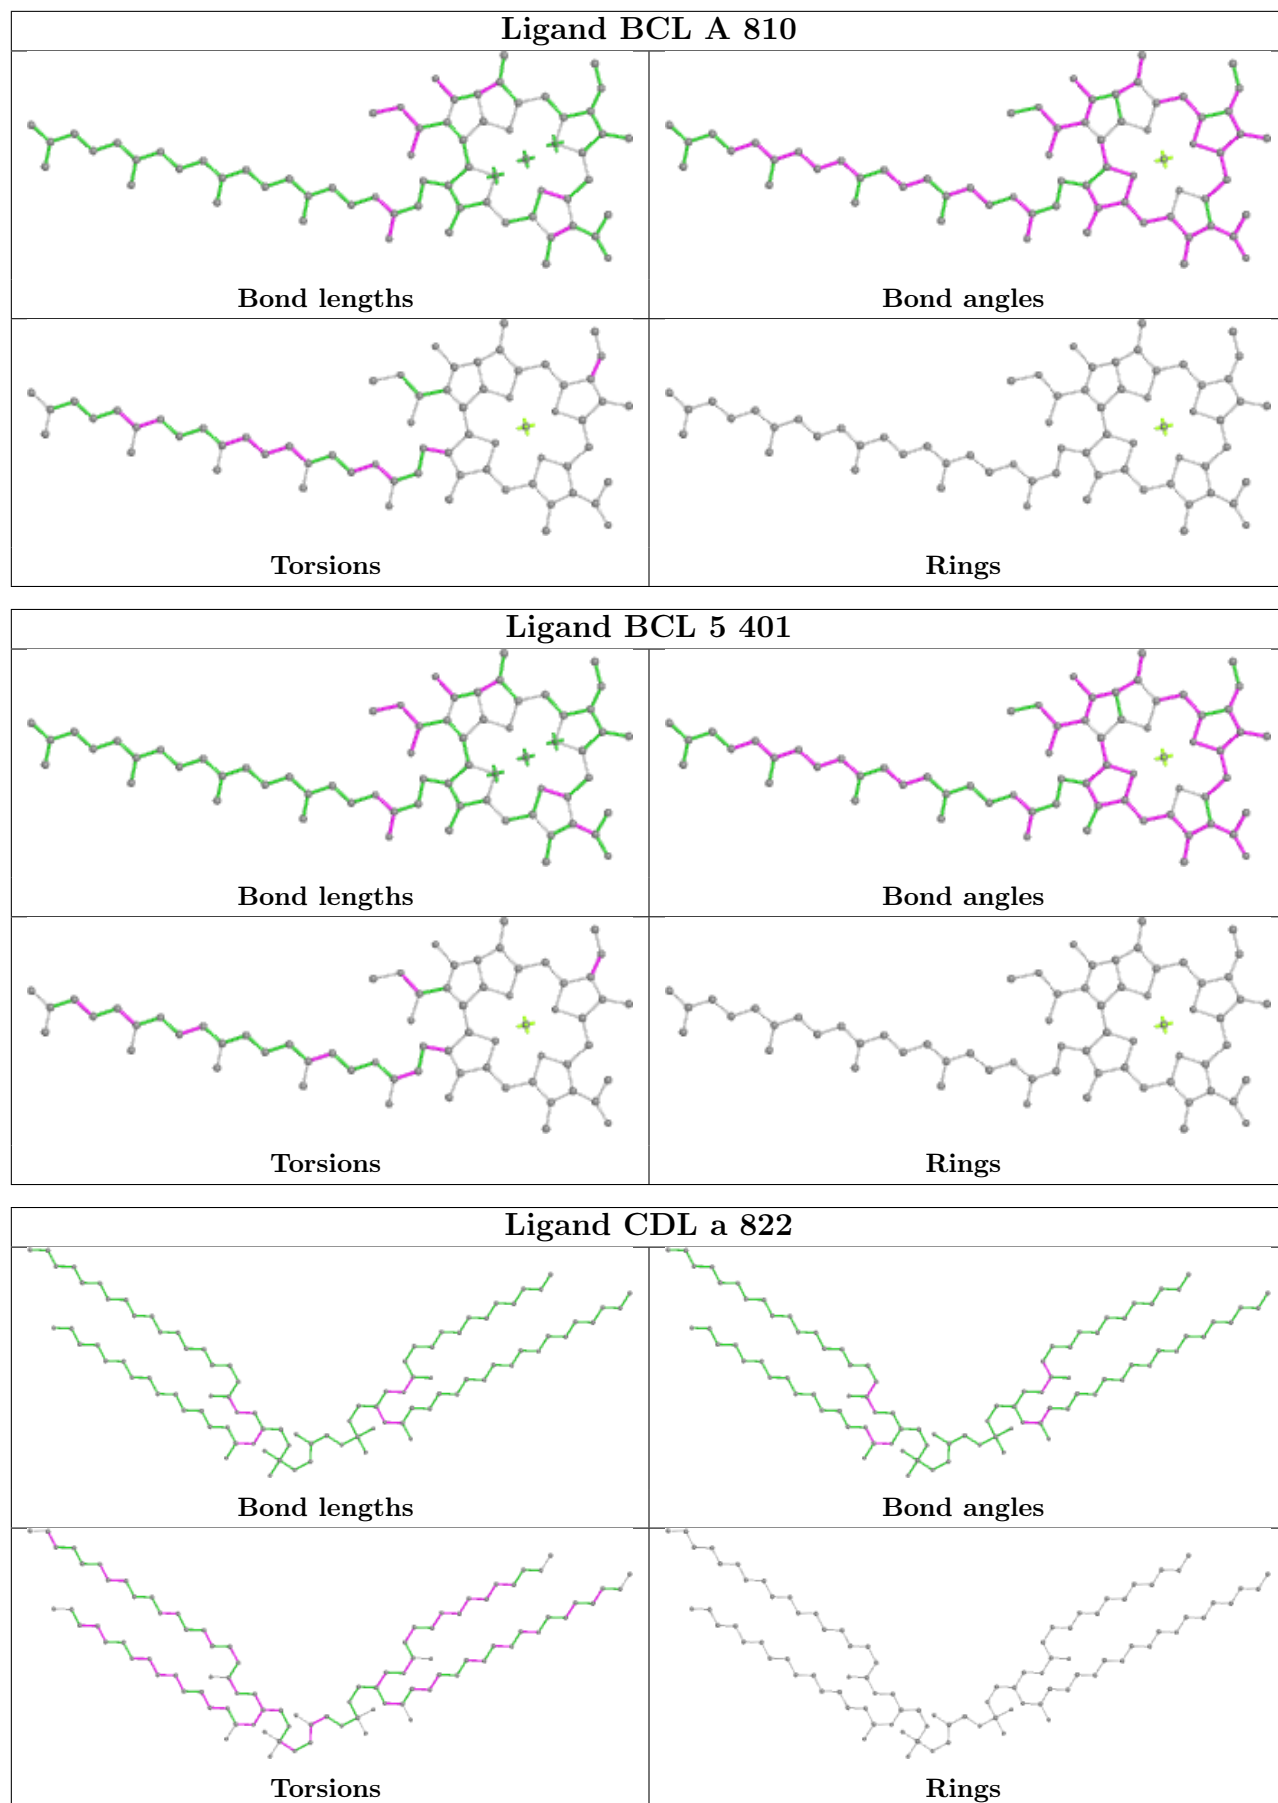 Ligand BCL A 810
Bond lengths
Bond angles
Torsions
Rings
Ligand BCL 5 401
Bond lengths
Bond angles
Torsions
Rings
Ligand CDL a 822
Bond lengths
Bond angles
Torsions
Rings